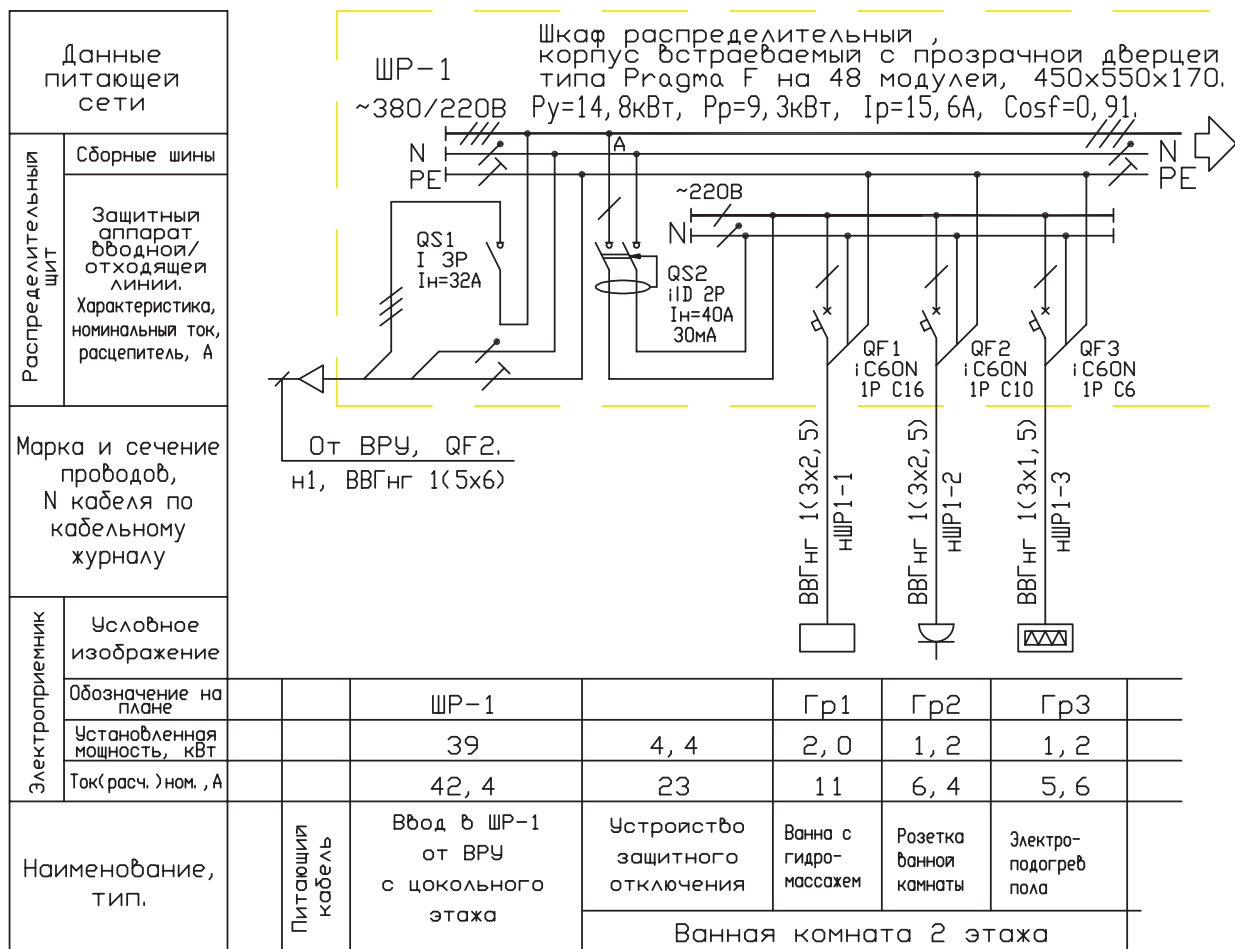 Данные
питающей
сети
Распределительный
щит
Сборные шины
Защитный
аппарат
вводной/
отходящей
линии.
Характеристика,
номинальный ток,
расцепитель, А
Марка и сечение
проводов,
N кабеля по
кабельному
журналу
Электроприемник
Условное
изображение
Обозначение на
плане
Установленная
мощность, кВт
Ток(расч.)ном.,А
Наименование,
тип.
ШР-1
~380/220В
Шкаф распределительный ,
корпус встраеваемый с прозрачной дверцей
типа Pragma F на 48 модулей, 450х550х170.
Ру=14,8кВт, Рр=9,3кВт, Iр=15,6А, Cosf=0,91.
A
N
PE
N
PE
~220В
N
QS1
I 3P
Iн=32А
QS2
iID 2P
Iн=40А
30мА
QF1
iC60N
1P C16
QF2
iC60N
1P C10
QF3
iC60N
1P C6
От ВРУ, QF2.
н1, ВВГнг 1(5х6)
ВВГнг 1(3х2,5)
нШР1-1
ВВГнг 1(3х2,5)
нШР1-2
ВВГнг 1(3х1,5)
нШР1-3
ШР-1 Гр1 Гр2 Гр3
39 4,4 2,0 1,2 1,2
42,4 23 11 6,4 5,6
Питающий
кабель
Ввод в ШР-1
от ВРУ
с цокольного
этажа
Устройство
защитного
отключения
Ванна с
гидро-
массажем
Розетка
ванной
камнаты
Электро-
подогрев
пола
Ванная комната 2 этажа